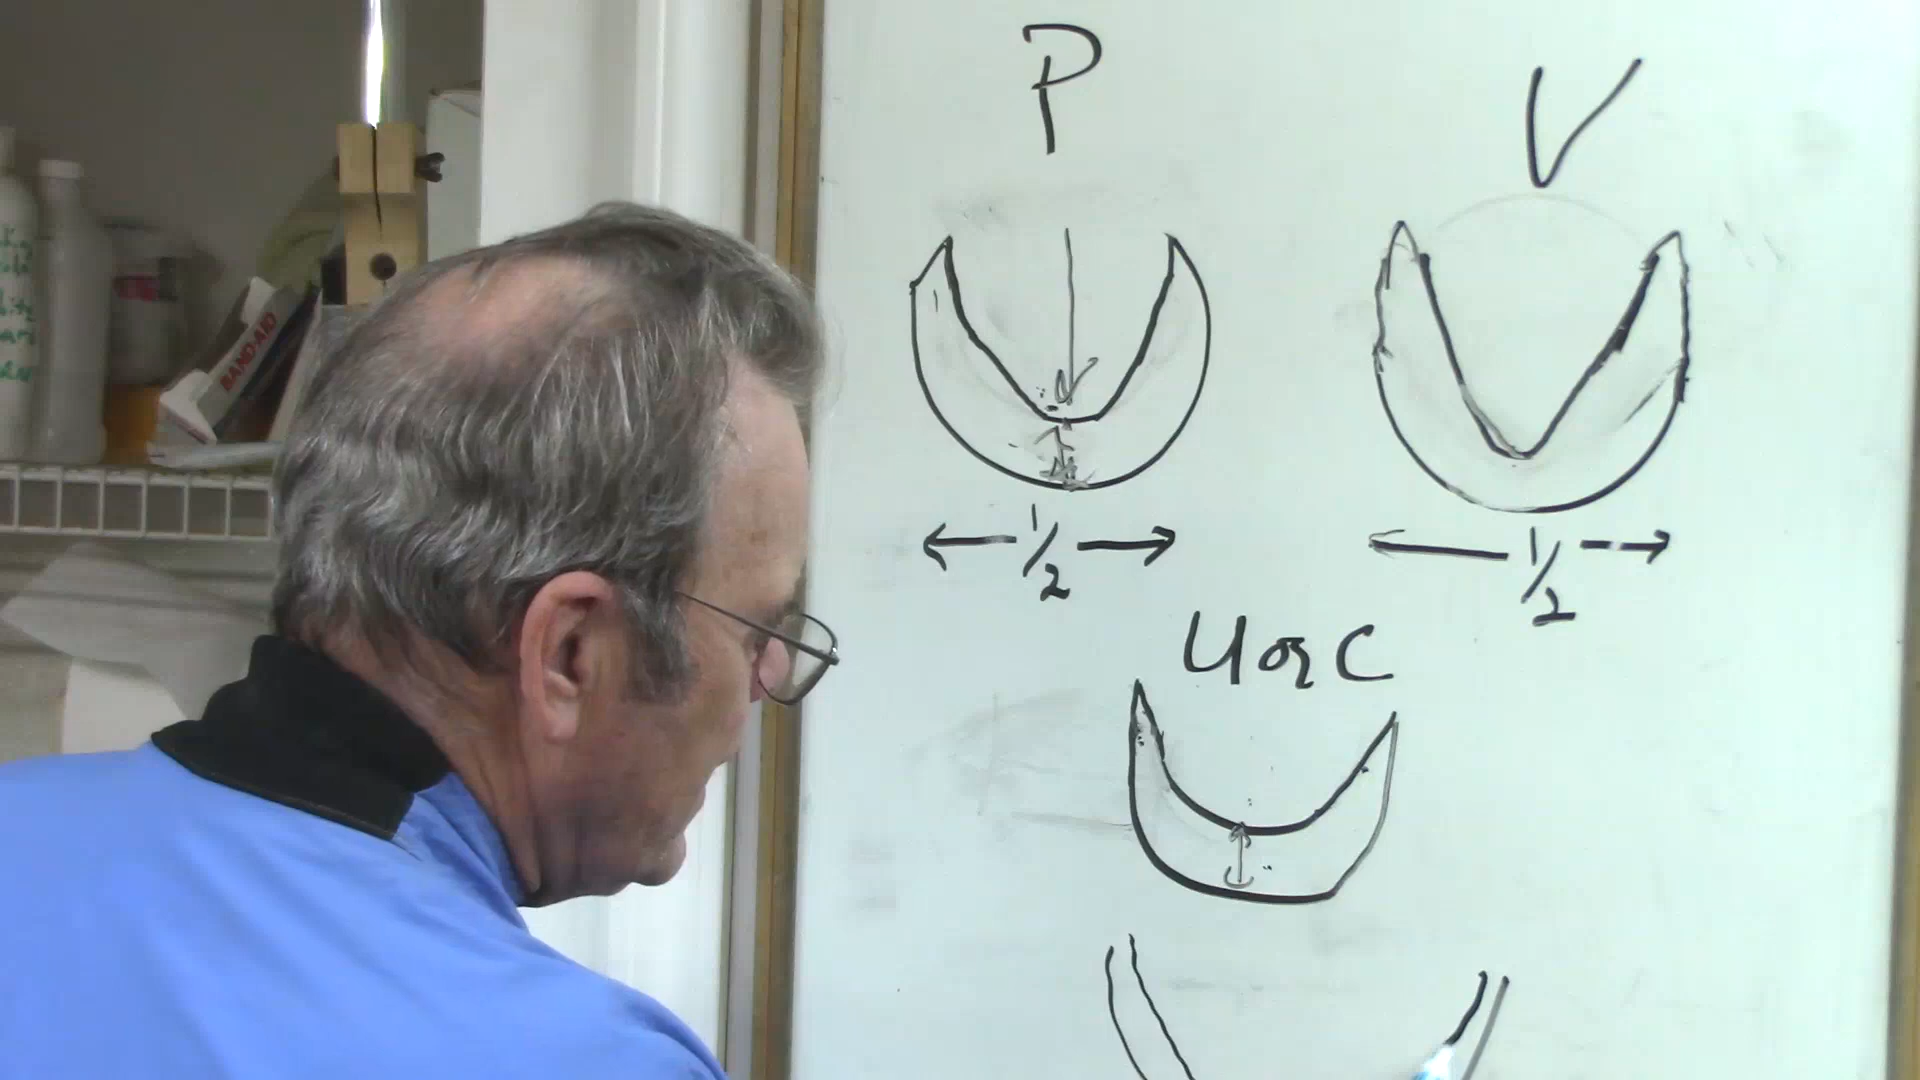 P
V
BAND-AID
1/2
1/2
U or C